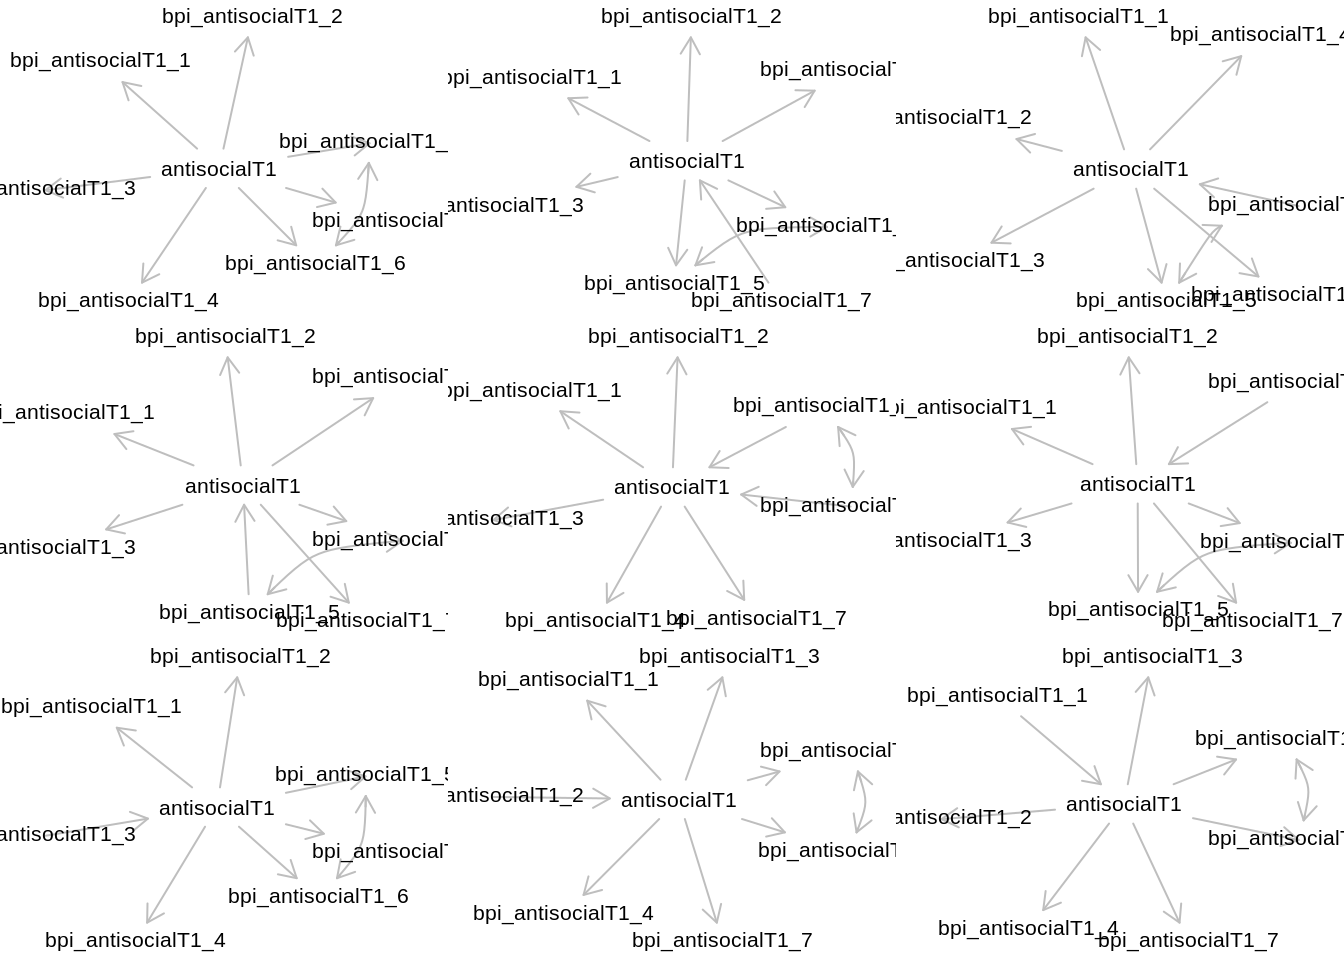 bpi_antisocialT1_2
bpi_antisocialT1_1
bpi_antisocialT1_
antisocialT1
antisocialT1_3
bpi_antisocial
bpi_antisocialT1_6
bpi_antisocialT1_4
bpi_antisocialT1_2
bpi_antisocial
bpi_antisocialT1_1
antisocialT1
antisocialT1_3
bpi_antisocialT1_
bpi_antisocialT1_5
bpi_antisocialT1_7
bpi_antisocialT1_1
bpi_antisocialT1_4
antisocialT1_2
antisocialT1
bpi_antisocial
_antisocialT1_3
bpi_antisocialT1
bpi_antisocialT1_5
bpi_antisocialT1_2
bpi_antisocial
i_antisocialT1_1
antisocialT1
bpi_antisocial
antisocialT1_3
bpi_antisocialT1_5
bpi_antisocialT1_
bpi_antisocialT1_2
bpi_antisocialT1_1
bpi_antisocialT1_
antisocialT1
bpi_antisocial
antisocialT1_3
bpi_antisocialT1_4
bpi_antisocialT1_7
bpi_antisocialT1_2
bpi_antisocial
pi_antisocialT1_1
antisocialT1
antisocialT1_3
bpi_antisocialT
bpi_antisocialT1_5
bpi_antisocialT1_7
bpi_antisocialT1_2
bpi_antisocialT1_1
bpi_antisocialT1_5
antisocialT1
antisocialT1_3
bpi_antisocial
bpi_antisocialT1_6
bpi_antisocialT1_4
bpi_antisocialT1_3
bpi_antisocialT1_1
bpi_antisocial
antisocialT1_2
antisocialT1
bpi_antisocial
bpi_antisocialT1_4
bpi_antisocialT1_7
bpi_antisocialT1_3
bpi_antisocialT1_1
bpi_antisocialT1
antisocialT1
antisocialT1_2
bpi_antisocial
bpi_antisocialT1_4
bpi_antisocialT1_7